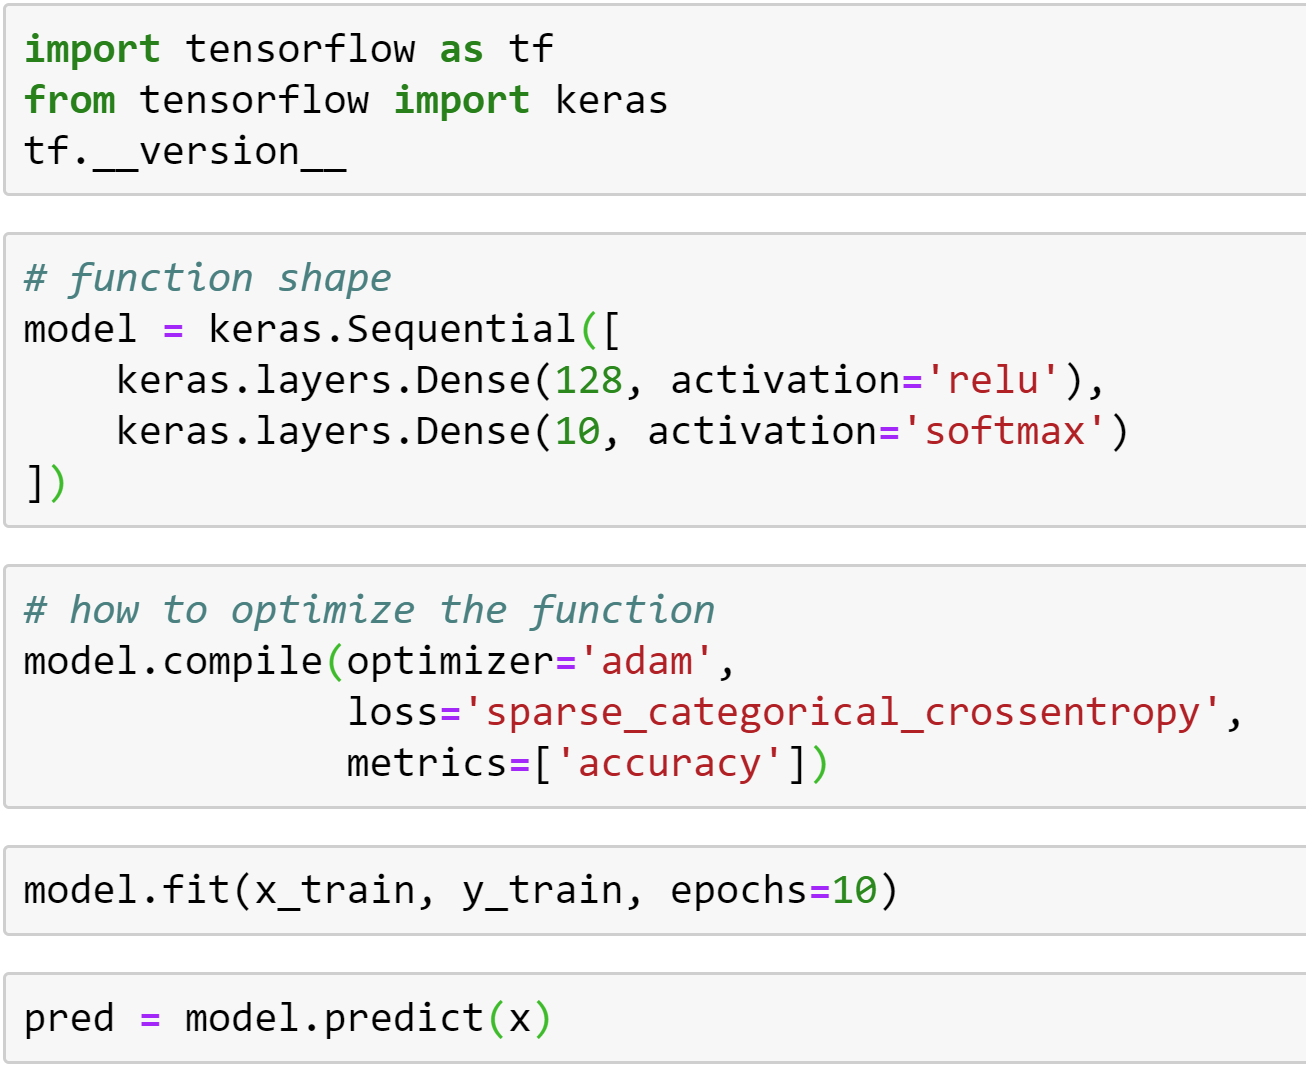 import tensorflow as tf
from tensorflow import keras
tf.__version__
# function shape
model = keras.Sequential([
    keras.layers.Dense(128, activation='relu'),
    keras.layers.Dense(10, activation='softmax')
])
# how to optimize the function
model.compile(optimizer='adam',
              loss='sparse_categorical_crossentropy',
              metrics=['accuracy'])
model.fit(x_train, y_train, epochs=10)
pred = model.predict(x)